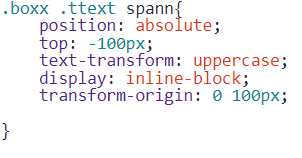 .boxx .ttext spann{
position: absolute;
top: -100px;
text-transform: uppercase;
display: inline-block;
transform-origin: 0 100px;
}